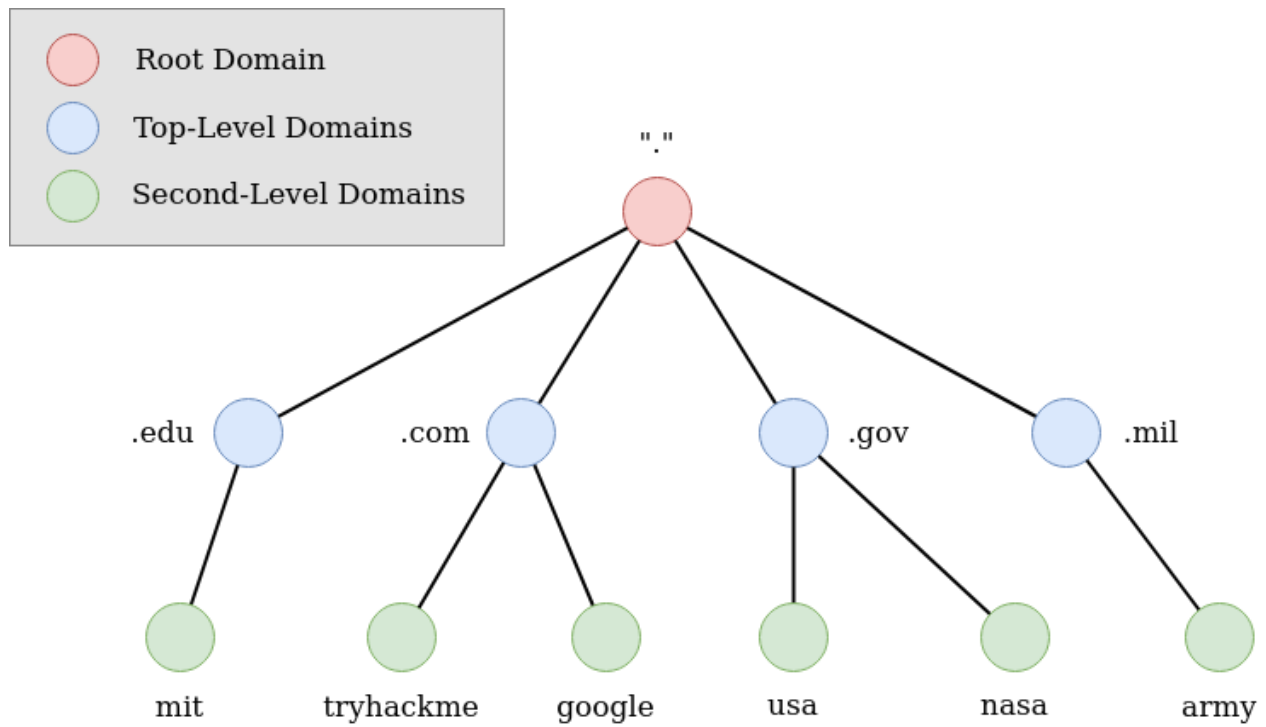 Root Domain
Top-Level Domains
Second-Level Domains
"."
.edu
.com
.gov
.mil
mit
tryhackme
google
usa
nasa
army